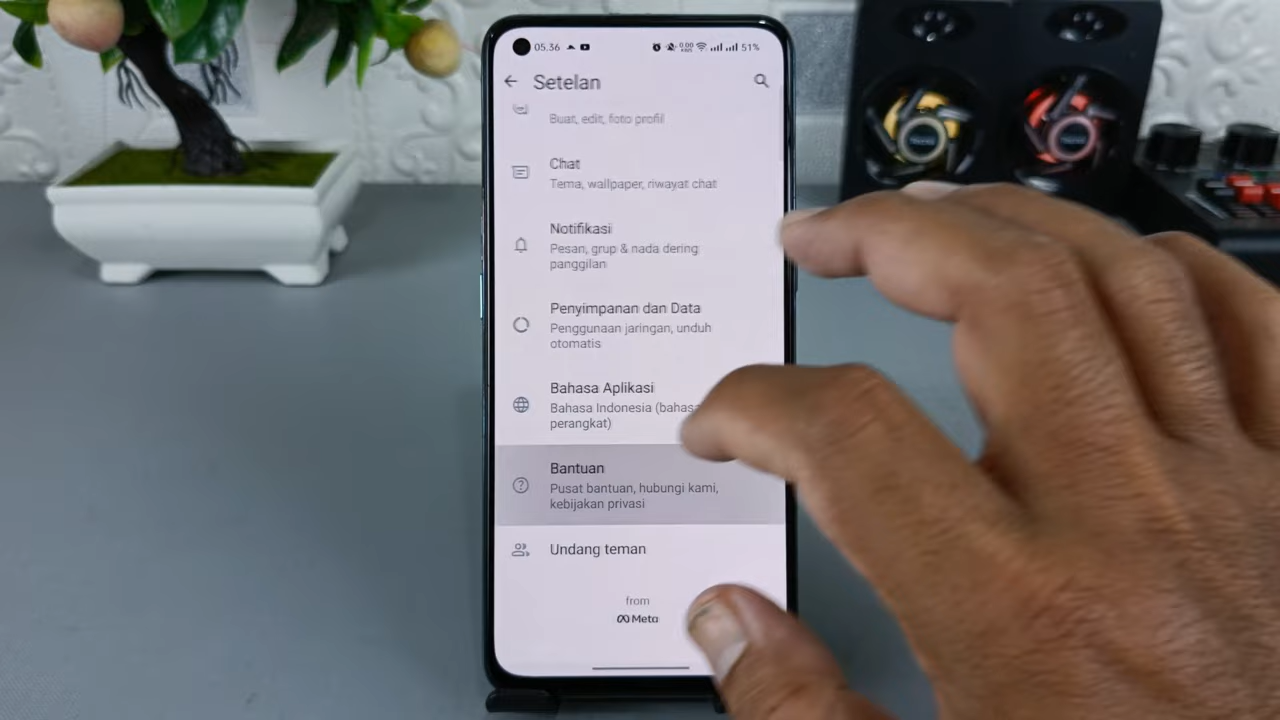 05.36
0.00
51%
Setelan
Buat, edit, foto profil
Chat
Tema, wallpaper, riwayat chat
Notifikasi
Pesan, grup & nada dering
panggilan
Penyimpanan dan Data
Penggunaan jaringan, unduh
otomatis
Bahasa Aplikasi
Bahasa Indonesia (bahasa
perangkat)
Bantuan
Pusat bantuan, hubungi kami,
kebijakan privasi
Undang teman
from
Meta